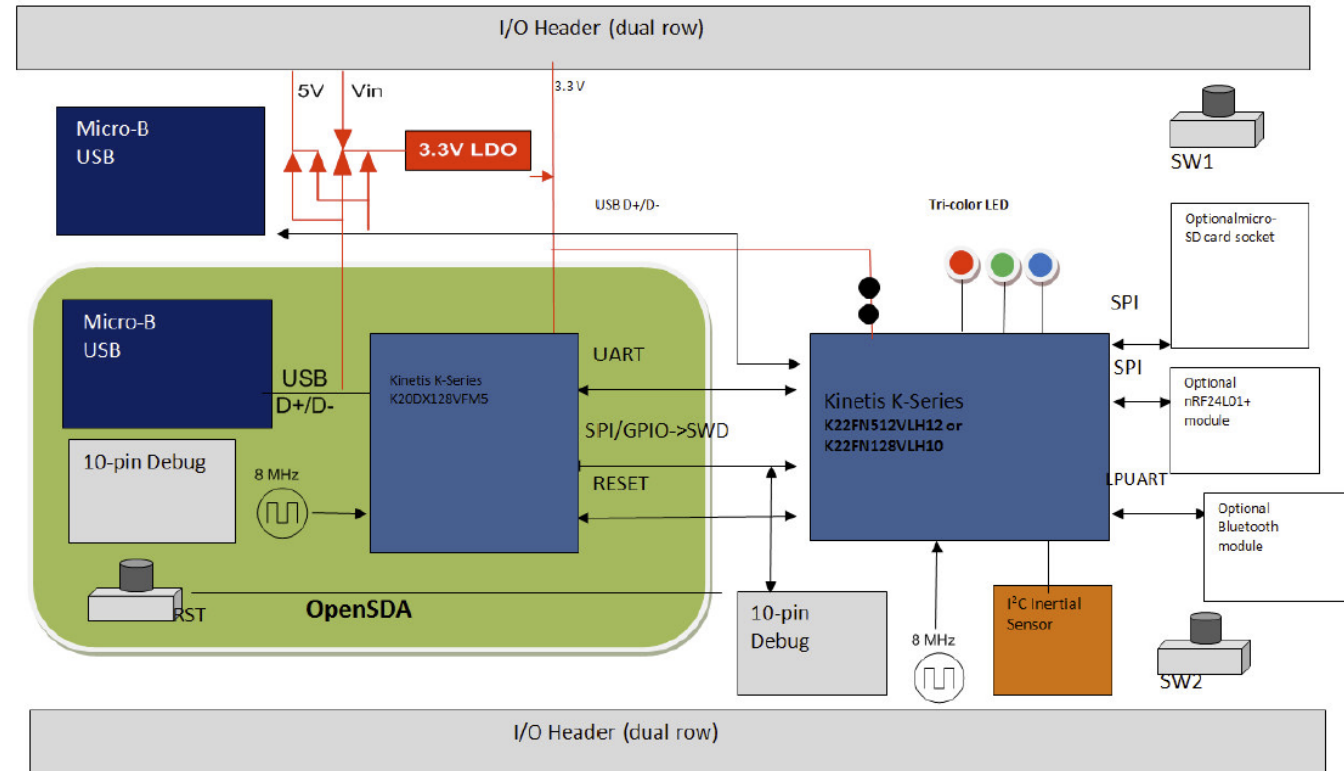 I/O Header (dual row)
5V
Vin
3.3 V
Micro-B
USB
3.3V LDO
SW1
USB D+/D-
Tri-color LED
Optionalmicro-
SD card socket
SPI
Micro-B
USB
USB
D+/D-
Kinetis K-Series
K20DX128VFM5
UART
SPI/GPIO->SWD
RESET
Kinetis K-Series
K22FN512VLH12 or
K22FN128VLH10
SPI
Optional
nRF24L01+
module
LPUART
Optional
Bluetooth
module
10-pin Debug
8 MHz
RST
OpenSDA
10-pin
Debug
8 MHz
I²C Inertial
Sensor
SW2
I/O Header (dual row)